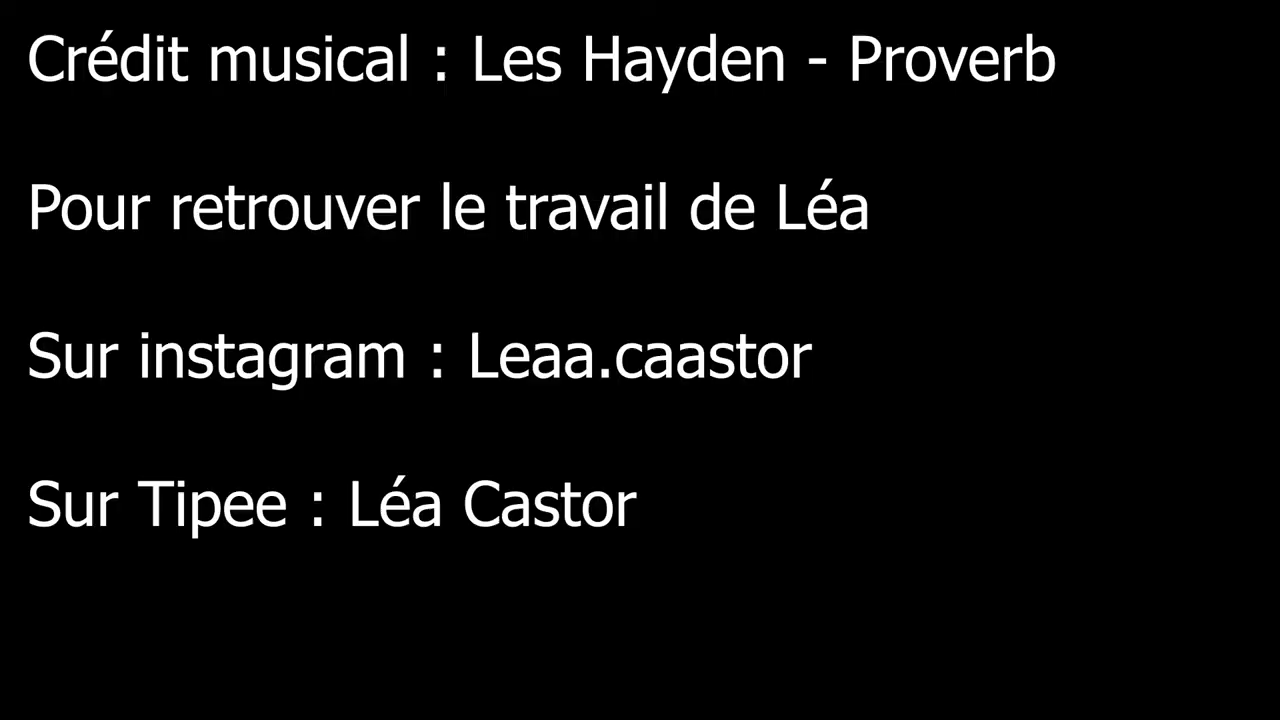 Crédit musical : Les Hayden - Proverb
Pour retrouver le travail de Léa
Sur instagram : Leaa.caastor
Sur Tipee : Léa Castor